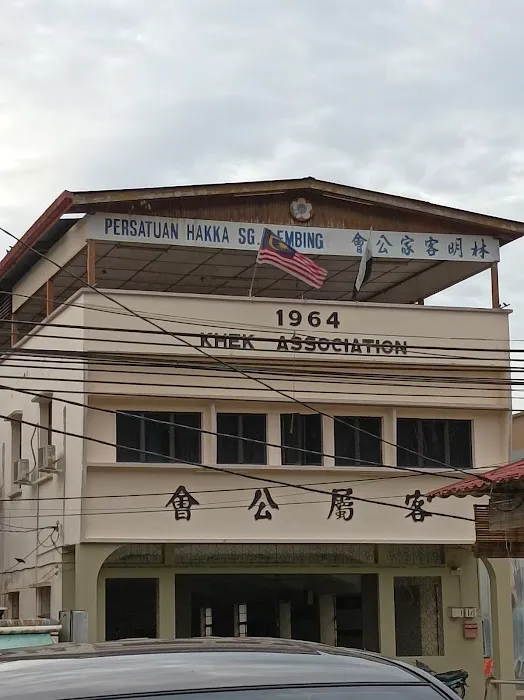 PERSATUAN HAKKA SG. LEMBING 林明客家公會
1964
KHEK ASSOCIATION
客屬公會